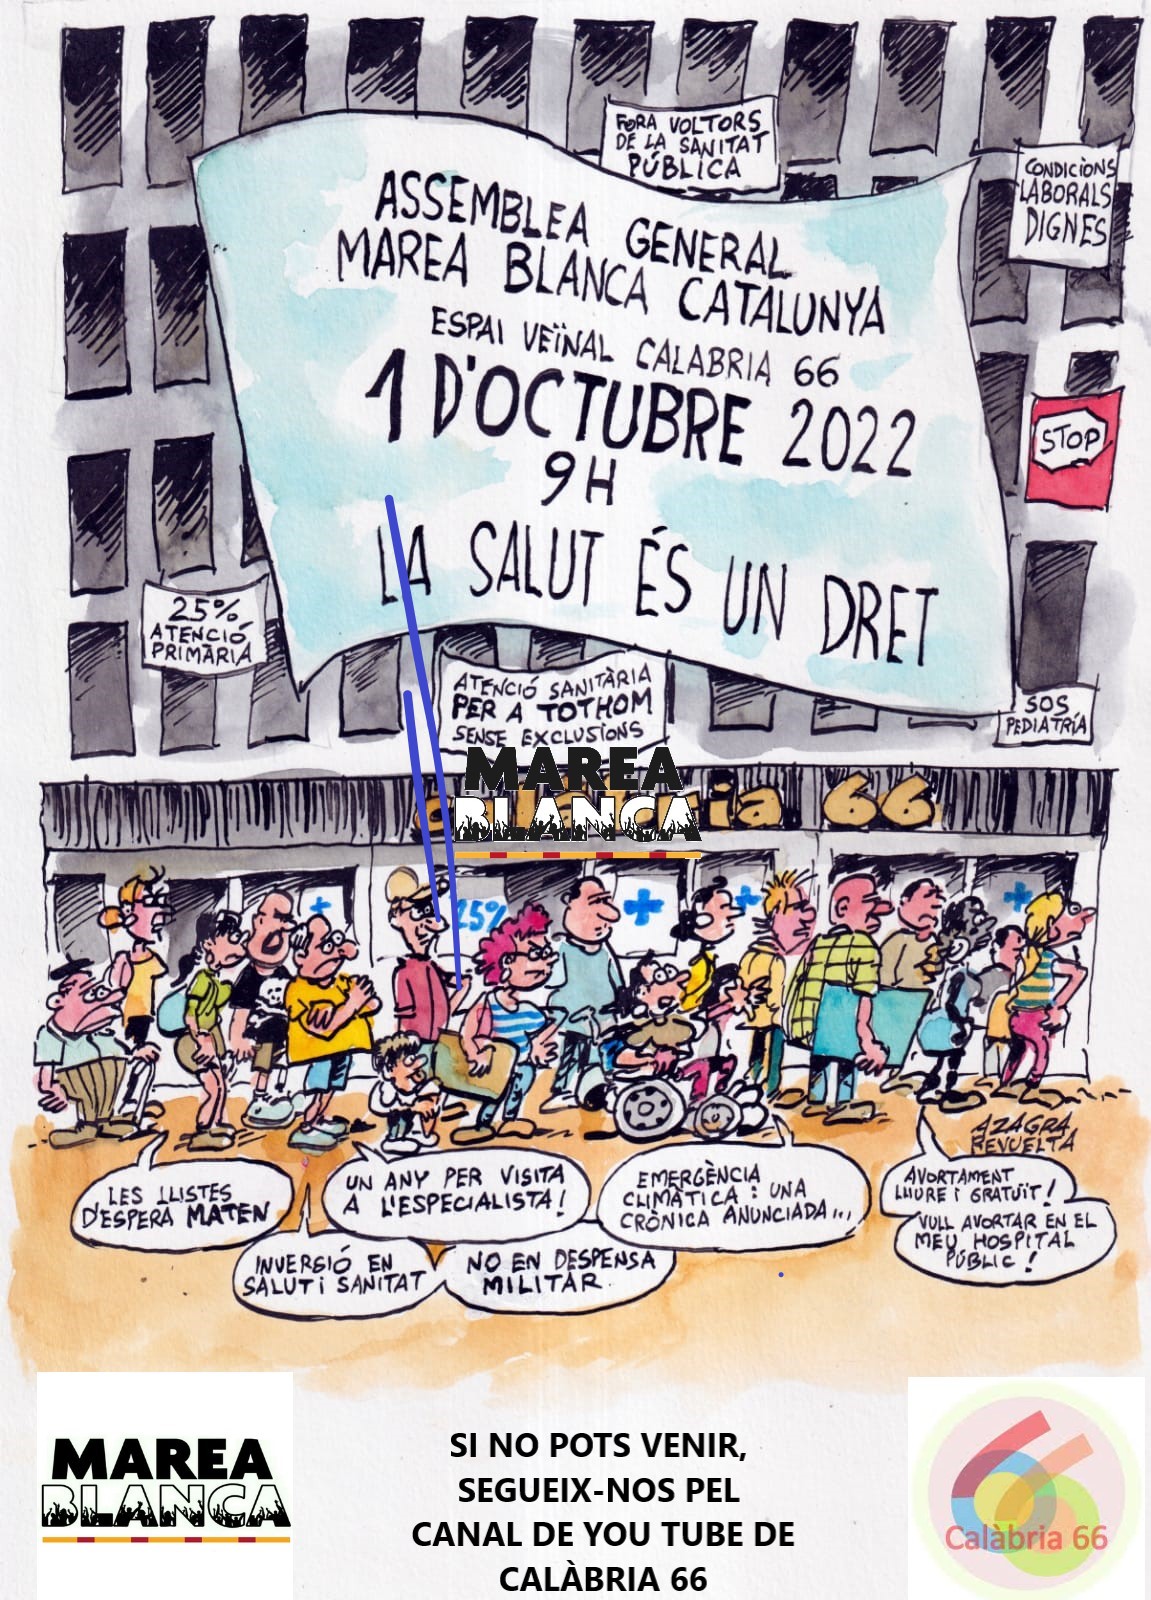 FORA VOLTORS
DE LA SANITAT
PÚBLICA
CONDICIONS
LABORALS
DIGNES
ASSEMBLEA GENERAL
MAREA BLANCA CATALUNYA
ESPAI VEÏNAL CALABRIA 66
1 D'OCTUBRE 2022
9H
LA SALUT ÉS UN DRET
STOP
25%
ATENCIÓ
PRIMÀRIA
ATENCIÓ SANITÀRIA
PER A TOTHOM
SENSE EXCLUSIONS
SOS
PEDIATRÍA
MAREA
BLANCA
66
25%
AZAGRA
REVUELTA
LES LLISTES
D'ESPERA MATEN
UN ANY PER VISITA
A L'ESPECIALISTA!
INVERSIÓ EN
SALUT i SANITAT
NO EN DESPENSA
MILITAR
EMERGÈNCIA
CLIMÀTICA: UNA
CRÒNICA ANUNCIADA...
AVORTAMENT
LLIURE I GRATUÏT!
VULL AVORTAR EN EL
MEU HOSPITAL
PÚBLIC!
MAREA
BLANCA
SI NO POTS VENIR,
SEGUEIX-NOS PEL
CANAL DE YOU TUBE DE
CALÀBRIA 66
Calàbria 66